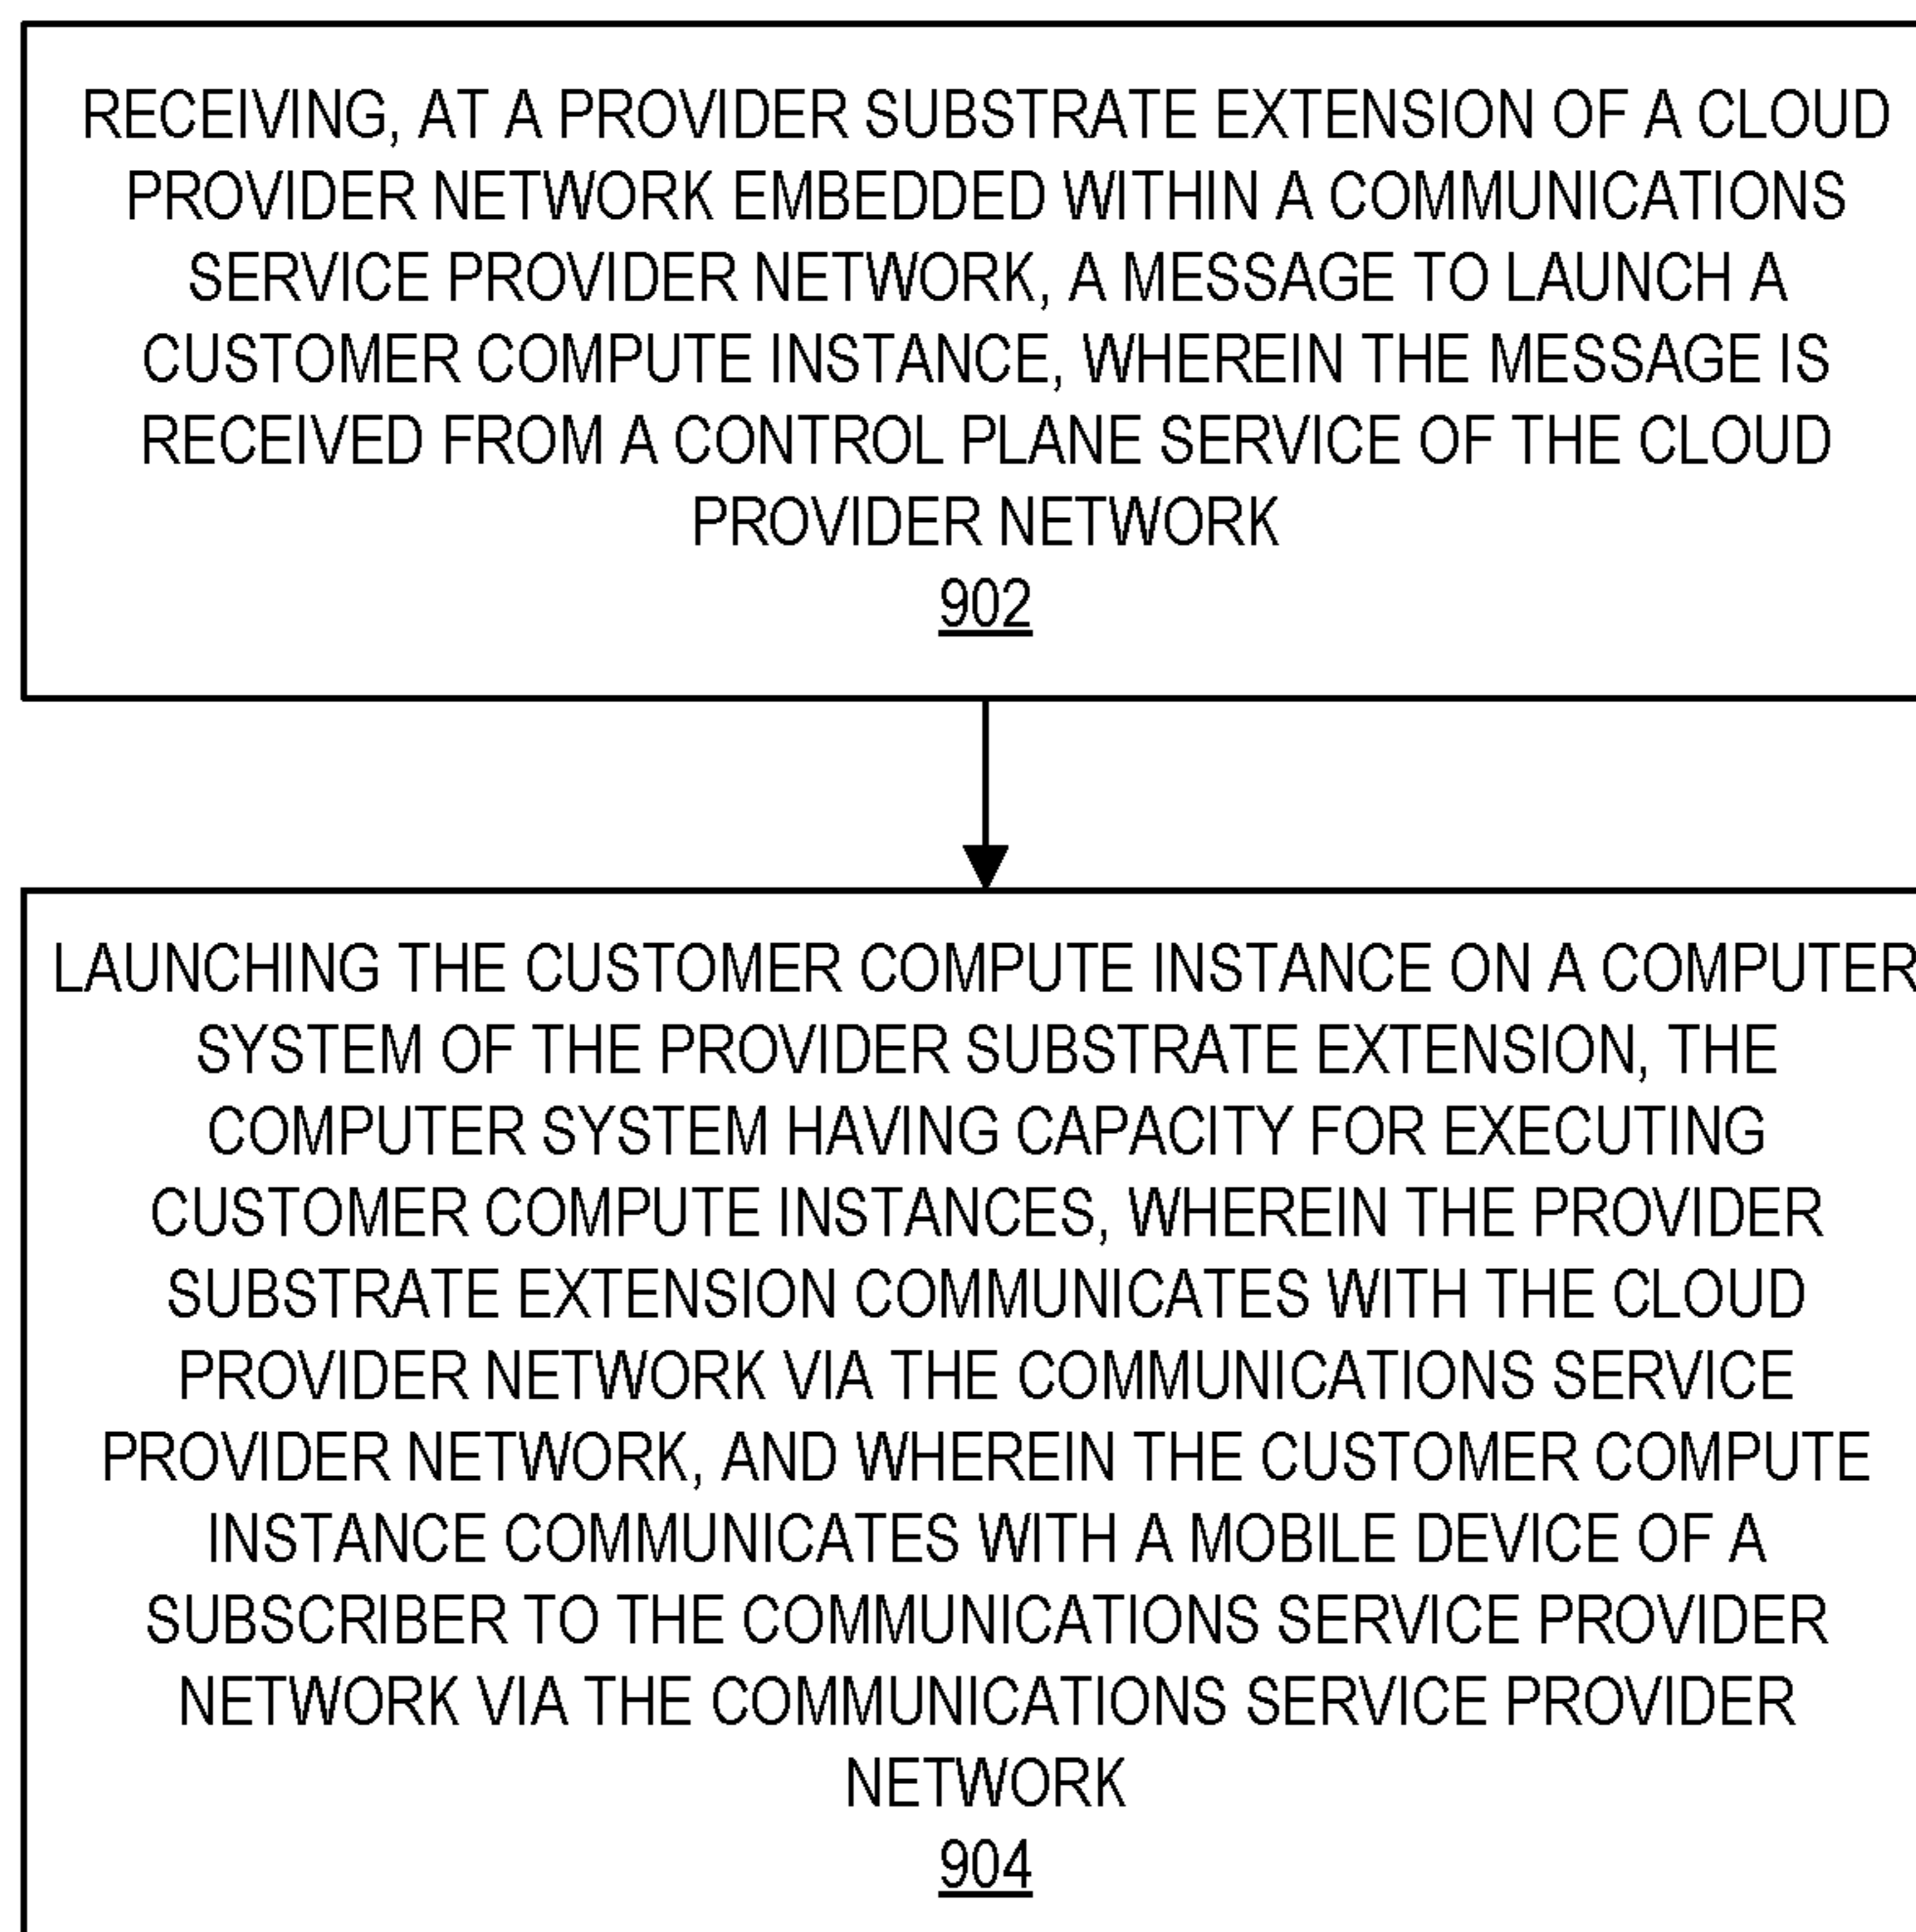 RECEIVING, AT A PROVIDER SUBSTRATE EXTENSION OF A CLOUD
PROVIDER NETWORK EMBEDDED WITHIN A COMMUNICATIONS
SERVICE PROVIDER NETWORK, A MESSAGE TO LAUNCH A
CUSTOMER COMPUTE INSTANCE, WHEREIN THE MESSAGE IS
RECEIVED FROM A CONTROL PLANE SERVICE OF THE CLOUD
PROVIDER NETWORK
902
LAUNCHING THE CUSTOMER COMPUTE INSTANCE ON A COMPUTER
SYSTEM OF THE PROVIDER SUBSTRATE EXTENSION, THE
COMPUTER SYSTEM HAVING CAPACITY FOR EXECUTING
CUSTOMER COMPUTE INSTANCES, WHEREIN THE PROVIDER
SUBSTRATE EXTENSION COMMUNICATES WITH THE CLOUD
PROVIDER NETWORK VIA THE COMMUNICATIONS SERVICE
PROVIDER NETWORK, AND WHEREIN THE CUSTOMER COMPUTE
INSTANCE COMMUNICATES WITH A MOBILE DEVICE OF A
SUBSCRIBER TO THE COMMUNICATIONS SERVICE PROVIDER
NETWORK VIA THE COMMUNICATIONS SERVICE PROVIDER
NETWORK
904